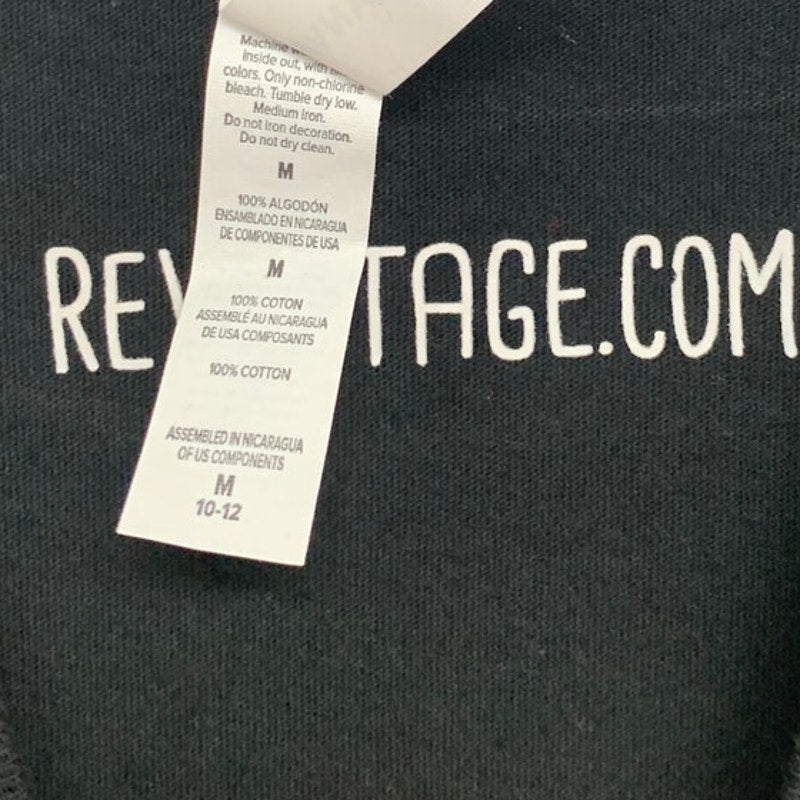 Machine
inside out, with
colors. Only non-chlorine
bleach. Tumble dry low.
Medium iron.
Do not iron decoration.
Do not dry clean.
M
100% ALGODÓN
ENSAMBLADO EN NICARAGUA
DE COMPONENTES DE USA
M
100% COTON
ASSEMBLÉ AU NICARAGUA
DE USA COMPOSANTS
100% COTTON
ASSEMBLED IN NICARAGUA
OF US COMPONENTS
M
10-12
REV TAGE.COM